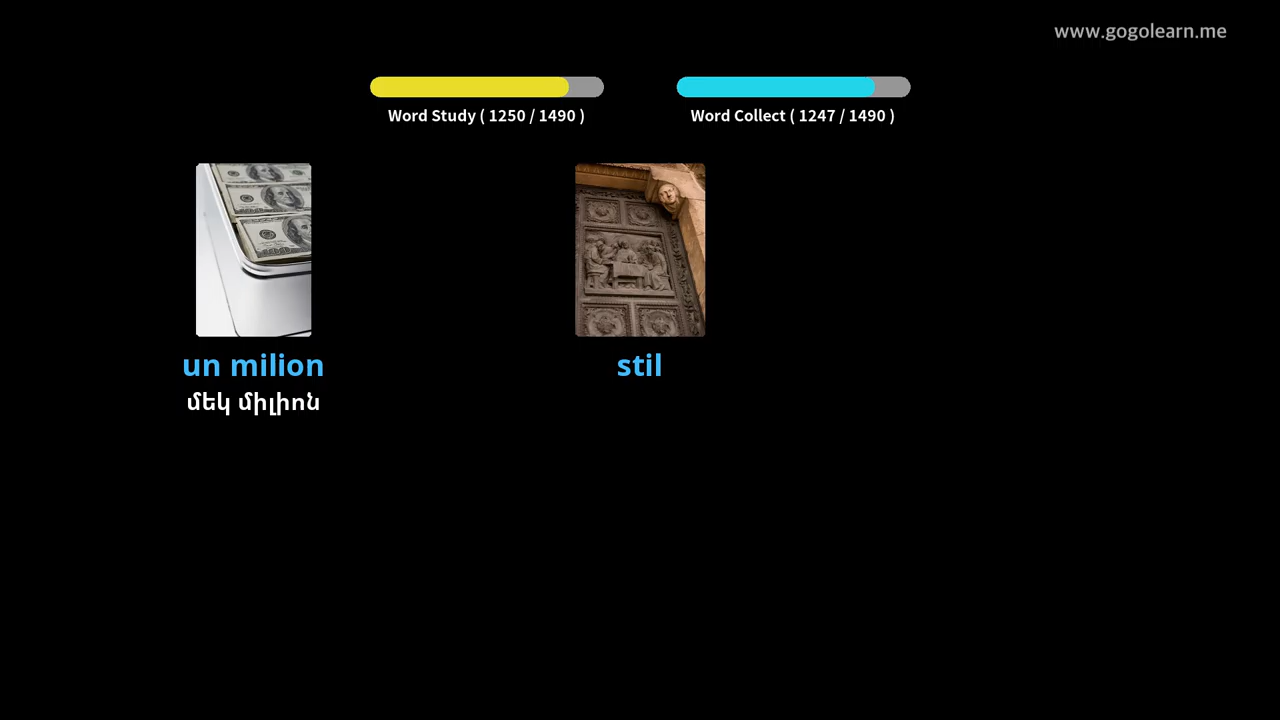 www.gogolearn.me
Word Study ( 1250 / 1490 )
Word Collect ( 1247 / 1490 )
un milion
մեկ միլիոն
stil